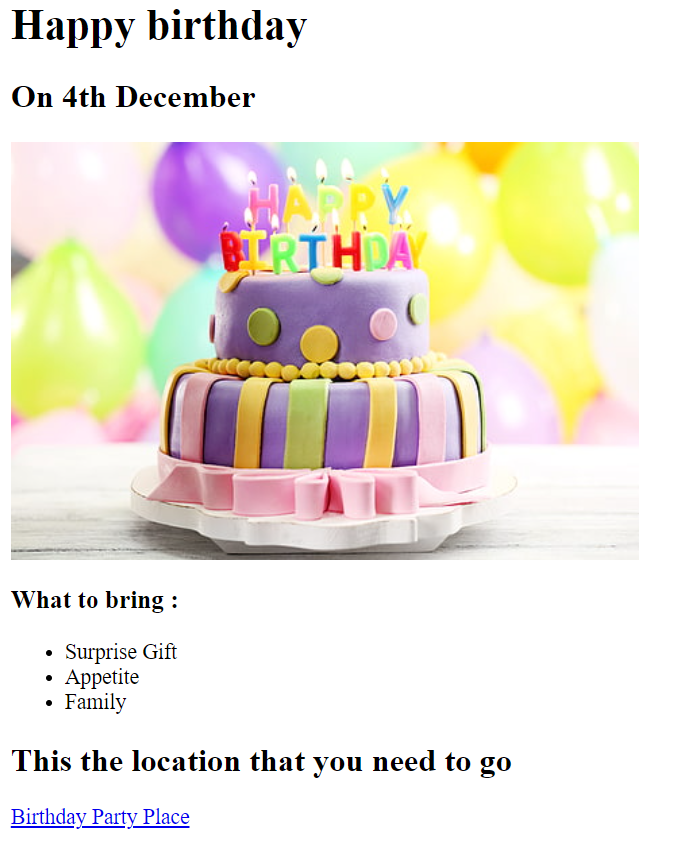 Happy birthday
On 4th December
HAPPY
BIRTHDAY
What to bring :
Surprise Gift
Appetite
Family
This the location that you need to go
Birthday Party Place